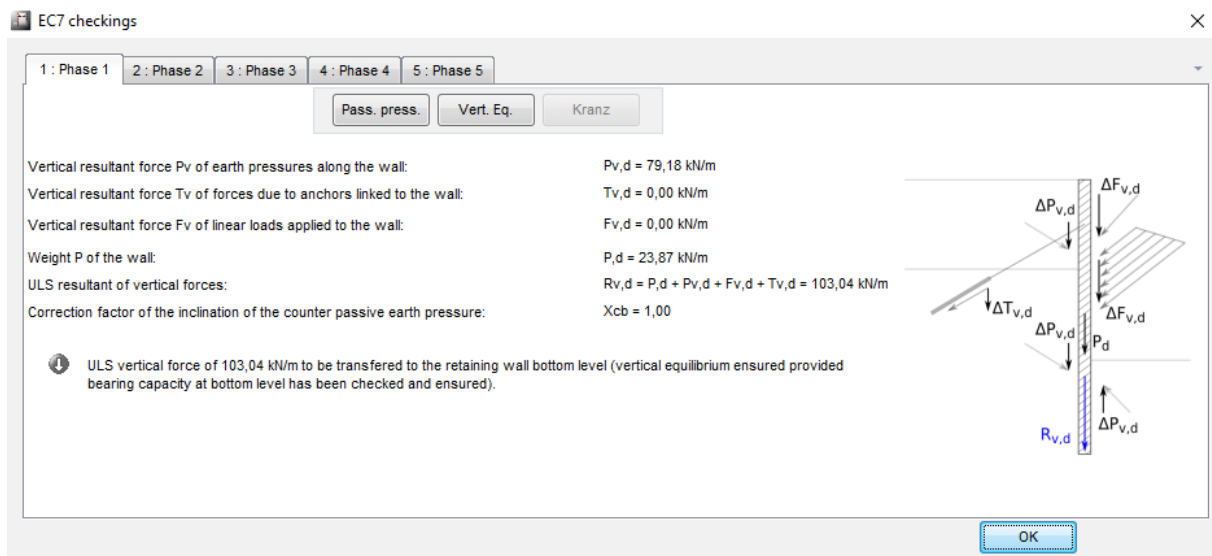 EC7 checkings
1 : Phase 1 2 : Phase 2 3 : Phase 3 4 : Phase 4 5 : Phase 5
Pass. press. Vert. Eq. Kranz
Vertical resultant force Pv of earth pressures along the wall: Pv,d = 79,18 kN/m
Vertical resultant force Tv of forces due to anchors linked to the wall: Tv,d = 0,00 kN/m
Vertical resultant force Fv of linear loads applied to the wall: Fv,d = 0,00 kN/m
Weight P of the wall: P,d = 23,87 kN/m
ULS resultant of vertical forces: Rv,d = P,d + Pv,d + Fv,d + Tv,d = 103,04 kN/m
Correction factor of the inclination of the counter passive earth pressure: Xcb = 1,00
ULS vertical force of 103,04 kN/m to be transfered to the retaining wall bottom level (vertical equilibrium ensured provided
bearing capacity at bottom level has been checked and ensured).
ΔFv,d
ΔPv,d
ΔTv,d
ΔFv,d
ΔPv,d
Pd
ΔPv,d
Rv,d
OK